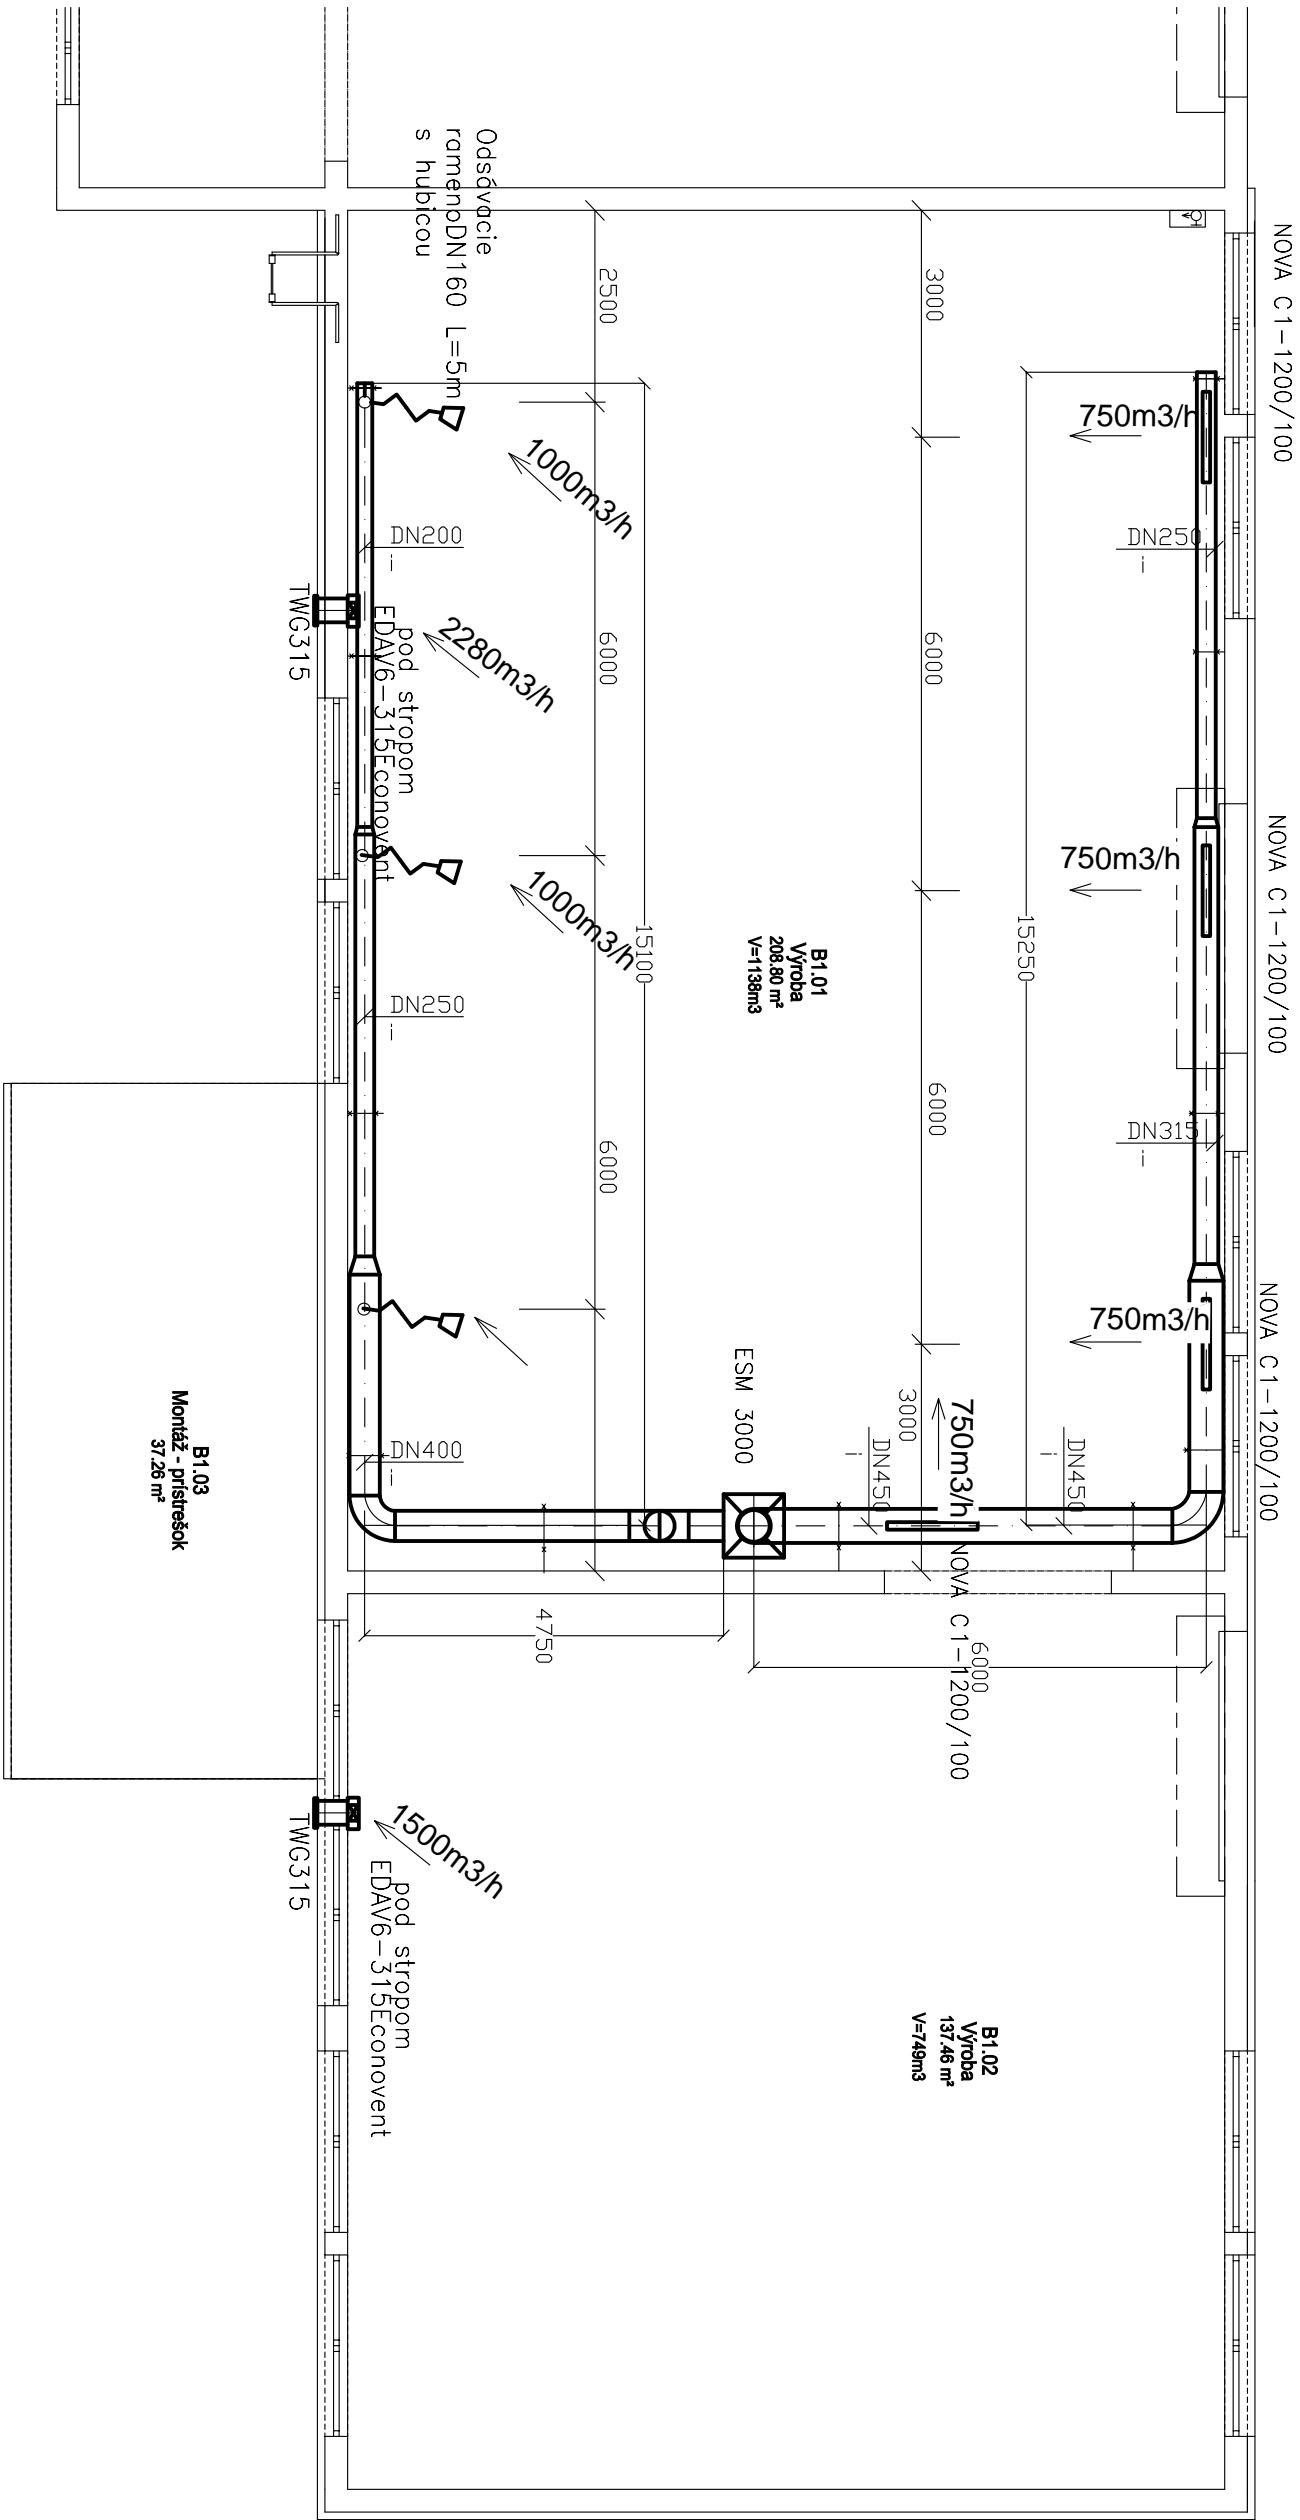 NOVA C1-1200/100
NOVA C1-1200/100
NOVA C1-1200/100
Odsávacie
ramenoDN160 L=5m
s hubicou
2500
3000
750m3/h
1000m3/h
DN200
DN250
TWG315
pod stropom
EDAV6-315Econovent
2280m3/h
6000
6000
750m3/h
1000m3/h
15100
15250
B1.01
Výroba
208.80 m²
V=1138m3
DN250
6000
6000
DN315
750m3/h
ESM 3000
3000
750m3/h
DN400
DN450
DN450
B1.03
Montáž - prístrešok
37.26 m²
NOVA C1-1200/100
4750
6000
TWG315
1500m3/h
pod stropom
EDAV6-315Econovent
B1.02
Výroba
137.46 m²
V=749m3